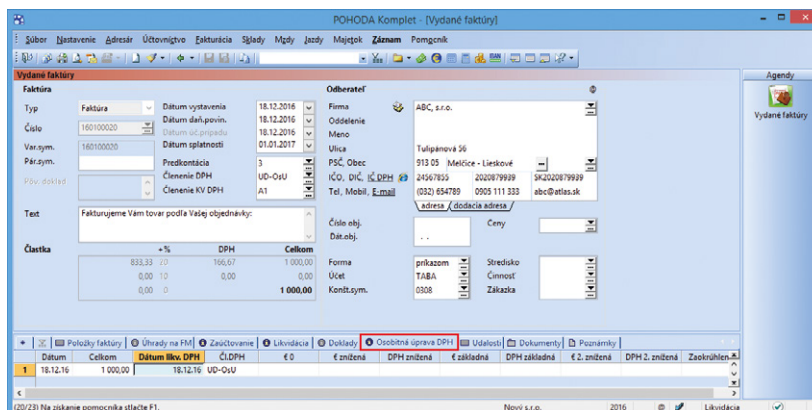 POHODA Komplet - [Vydané faktúry]
Súbor Nastavenie Adresár Účtovníctvo Fakturácia Sklady Mzdy Jazdy Majetok Záznam Pomocník
Vydané faktúry
Agendy
Vydané faktúry
Faktúra
Typ Faktúra
Číslo 160100020
Var.sym. 160100020
Pár.sym.
Pôv. doklad
Dátum vystavenia 18.12.2016
Dátum daň.povin. 18.12.2016
Dátum úč.prípadu 18.12.2016
Dátum splatnosti 01.01.2017
Predkontácia 3
Členenie DPH UD-OsU
Členenie KV DPH A1
Text Fakturujeme Vám tovar podľa Vašej objednávky:
Čiastka +% DPH Celkom
833,33 20 166,67 1 000,00
0,00 10 0,00 0,00
0,00 0 1 000,00
Odberateľ @
Firma ABC, s.r.o.
Oddelenie
Meno
Ulica Tulipánová 56
PSČ, Obec 913 05 Melčice - Lieskové
IČO, DIČ, IČ DPH 24567855 2020879939 SK2020879939
Tel, Mobil, E-mail (032) 654789 0905 111 333 abc@atlas.sk
adresa dodacia adresa
Číslo obj. Ceny
Dát.obj. . .
Forma príkazom Stredisko
Účet TABA Činnosť
Konšt.sym. 0308 Zákazka
Položky faktúry Úhrady na FM Zaúčtovanie Likvidácia Doklady Osobitná úprava DPH Udalosti Dokumenty Poznámky
Dátum Celkom Dátum likv. DPH Čl.DPH € 0 € znížená DPH znížená € základná DPH základná € 2. znížená DPH 2. znížená Zaokrúhlen
1 18.12.16 1 000,00 18.12.16 UD-OsU
(20/23) Na získanie pomocníka stlačte F1. Nový s.r.o. 2016 @ Likvidácia